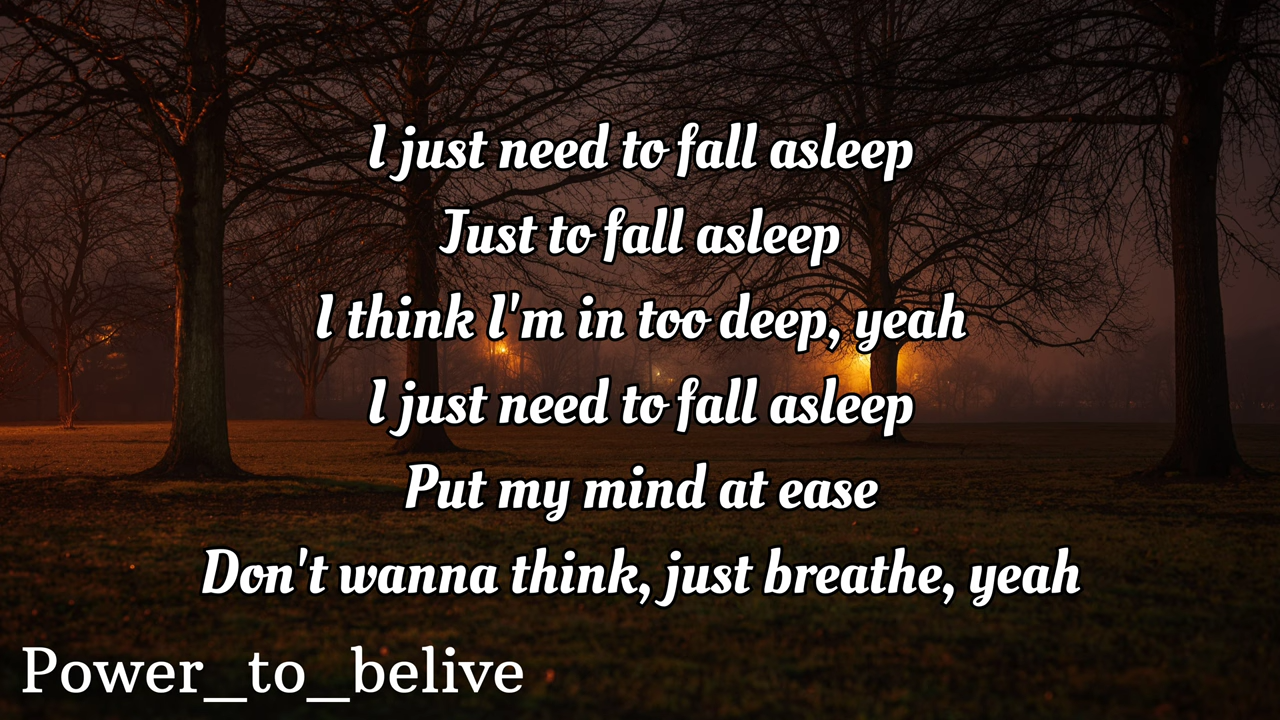 I just need to fall asleep
Just to fall asleep
I think I'm in too deep, yeah
I just need to fall asleep
Put my mind at ease
Don't wanna think, just breathe, yeah
Power_to_belive